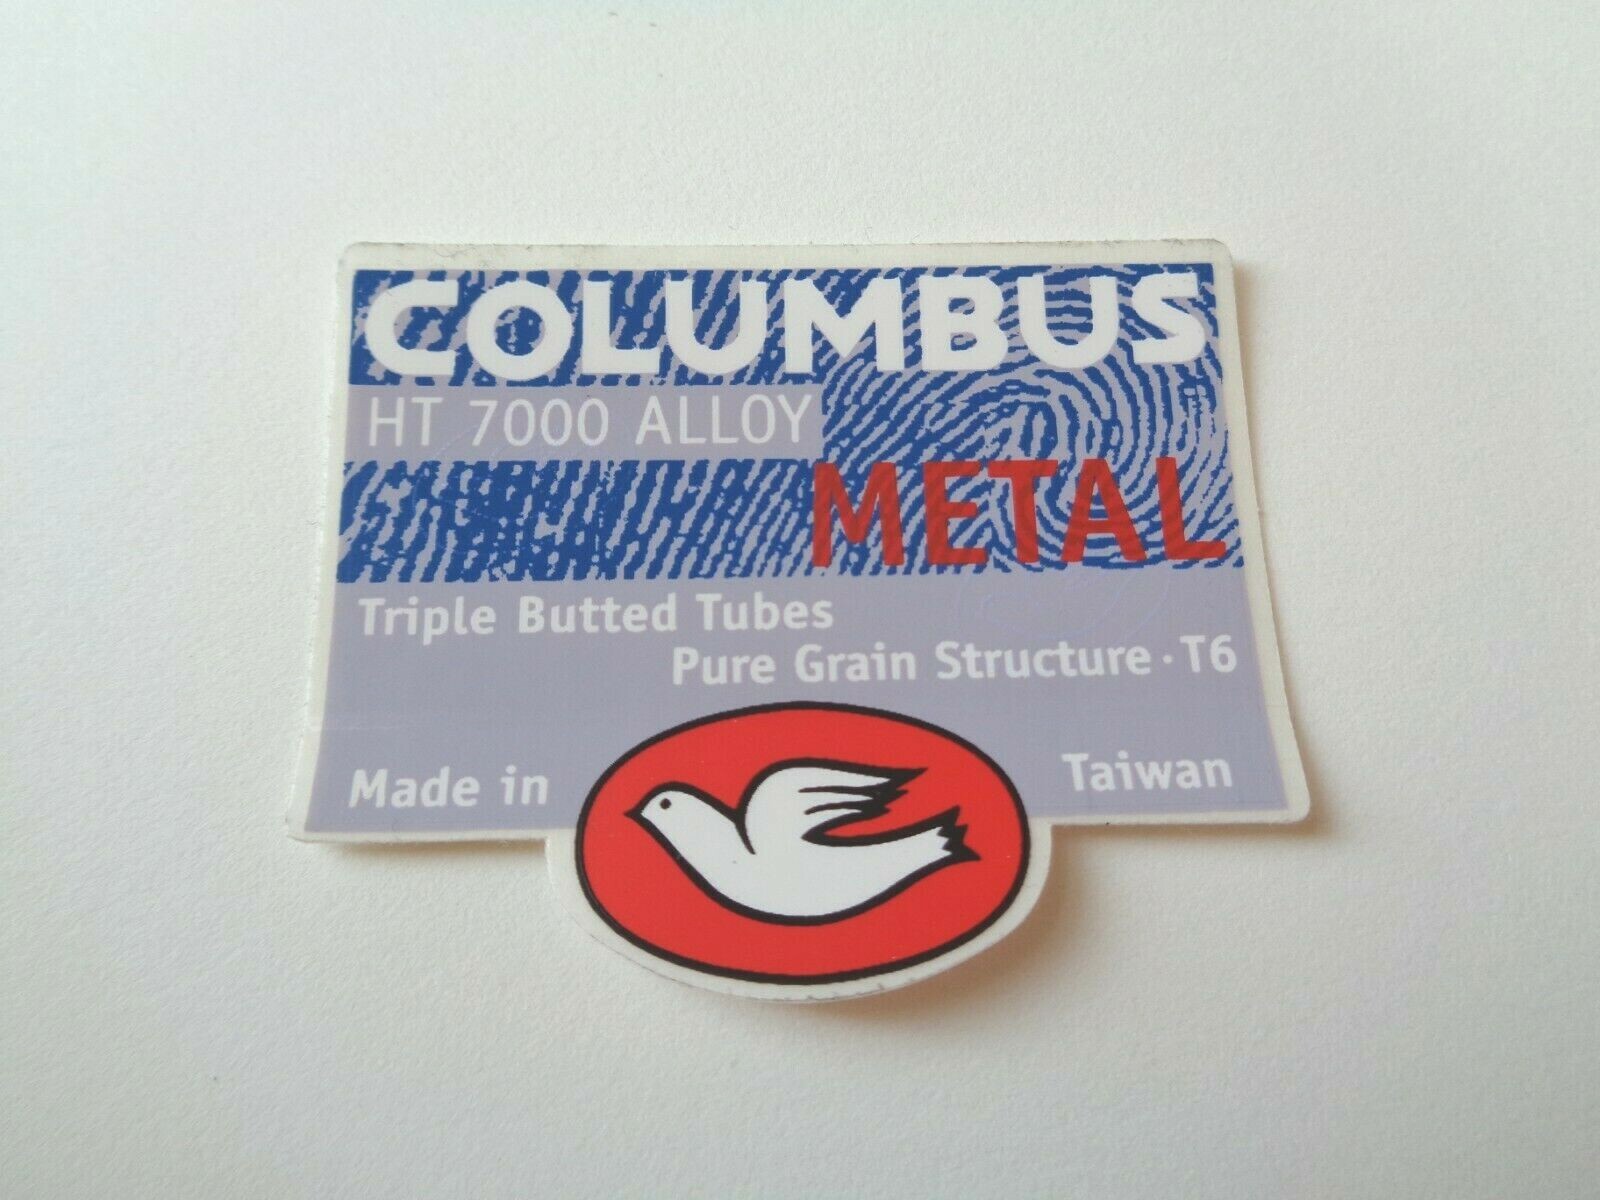 COLUMBUS
HT 7000 ALLOY
METAL
Triple Butted Tubes
Pure Grain Structure · T6
Made in Taiwan